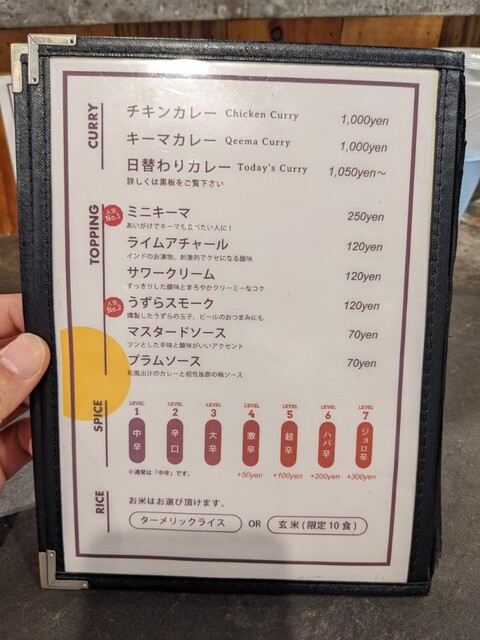 CURRY
チキンカレー Chicken Curry 1,000yen
キーマカレー Qeema Curry 1,000yen
日替わりカレー Today's Curry 1,050yen〜
詳しくは黒板をご覧下さい
TOPPING
人気No.1
ミニキーマ 250yen
あいがけでキーマも食べたい人に！
ライムアチャール 120yen
インドのお漬物、刺激的でクセになる酸味
サワークリーム 120yen
すっきりした酸味とまろやかクリーミーなコク
人気No.2
うずらスモーク 120yen
燻製したうずらの玉子、ビールのおつまみにも
マスタードソース 70yen
ツンとした辛味と酸味がいいアクセント
プラムソース 70yen
和風出汁のカレーと相性抜群の梅ソース
SPICE
LEVEL 1 LEVEL 2 LEVEL 3 LEVEL 4 LEVEL 5 LEVEL 6 LEVEL 7
中辛 辛口 大辛 激辛 超辛 ハバ辛 ジョロ辛
※通常は「中辛」です。 +50yen +100yen +200yen +300yen
RICE
お米はお選び頂けます。
ターメリックライス OR 玄米(限定10食)